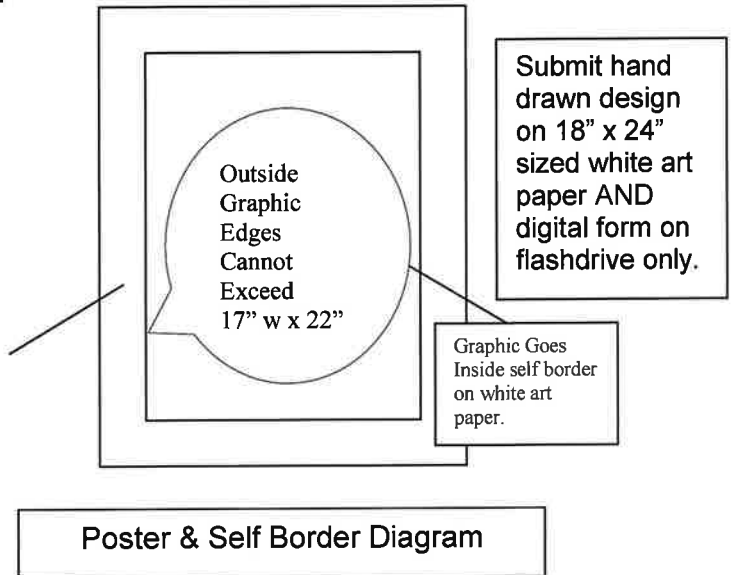 Outside
Graphic
Edges
Cannot
Exceed
17” w x 22”
Submit hand
drawn design
on 18” x 24”
sized white art
paper AND
digital form on
flashdrive only.
Graphic Goes
Inside self border
on white art
paper.
Poster & Self Border Diagram